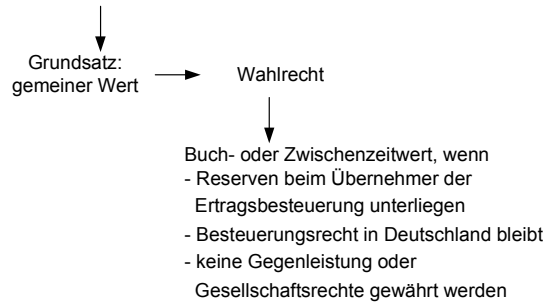 Grundsatz:
gemeiner Wert
Wahlrecht
Buch- oder Zwischenzeitwert, wenn
- Reserven beim Übernehmer der
Ertragsbesteuerung unterliegen
- Besteuerungsrecht in Deutschland bleibt
- keine Gegenleistung oder
Gesellschaftsrechte gewährt werden